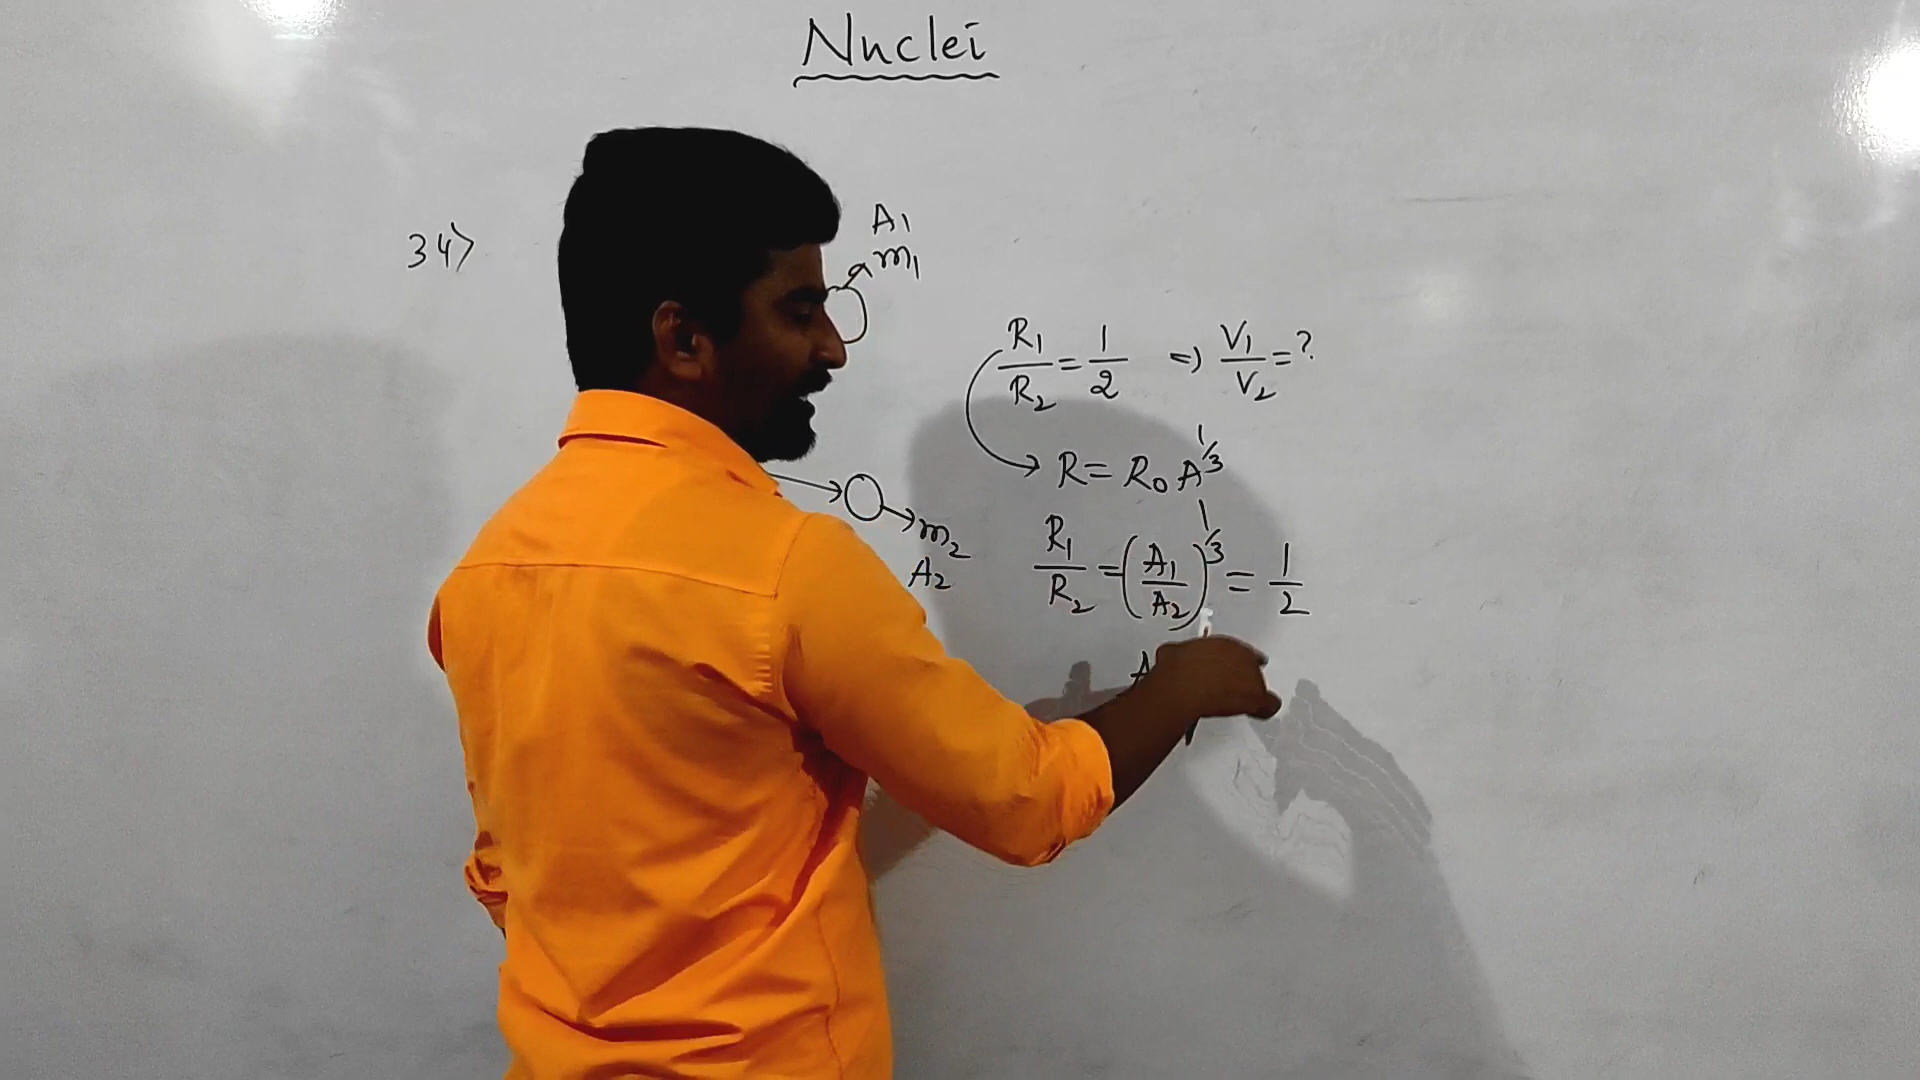 Nuclei
34)
A1
m1
R1/R2 = 1/2 ⇒ V1/V2 = ?
R = R0 A^1/3
m2
A2
R1/R2 = (A1/A2)^1/3 = 1/2
A